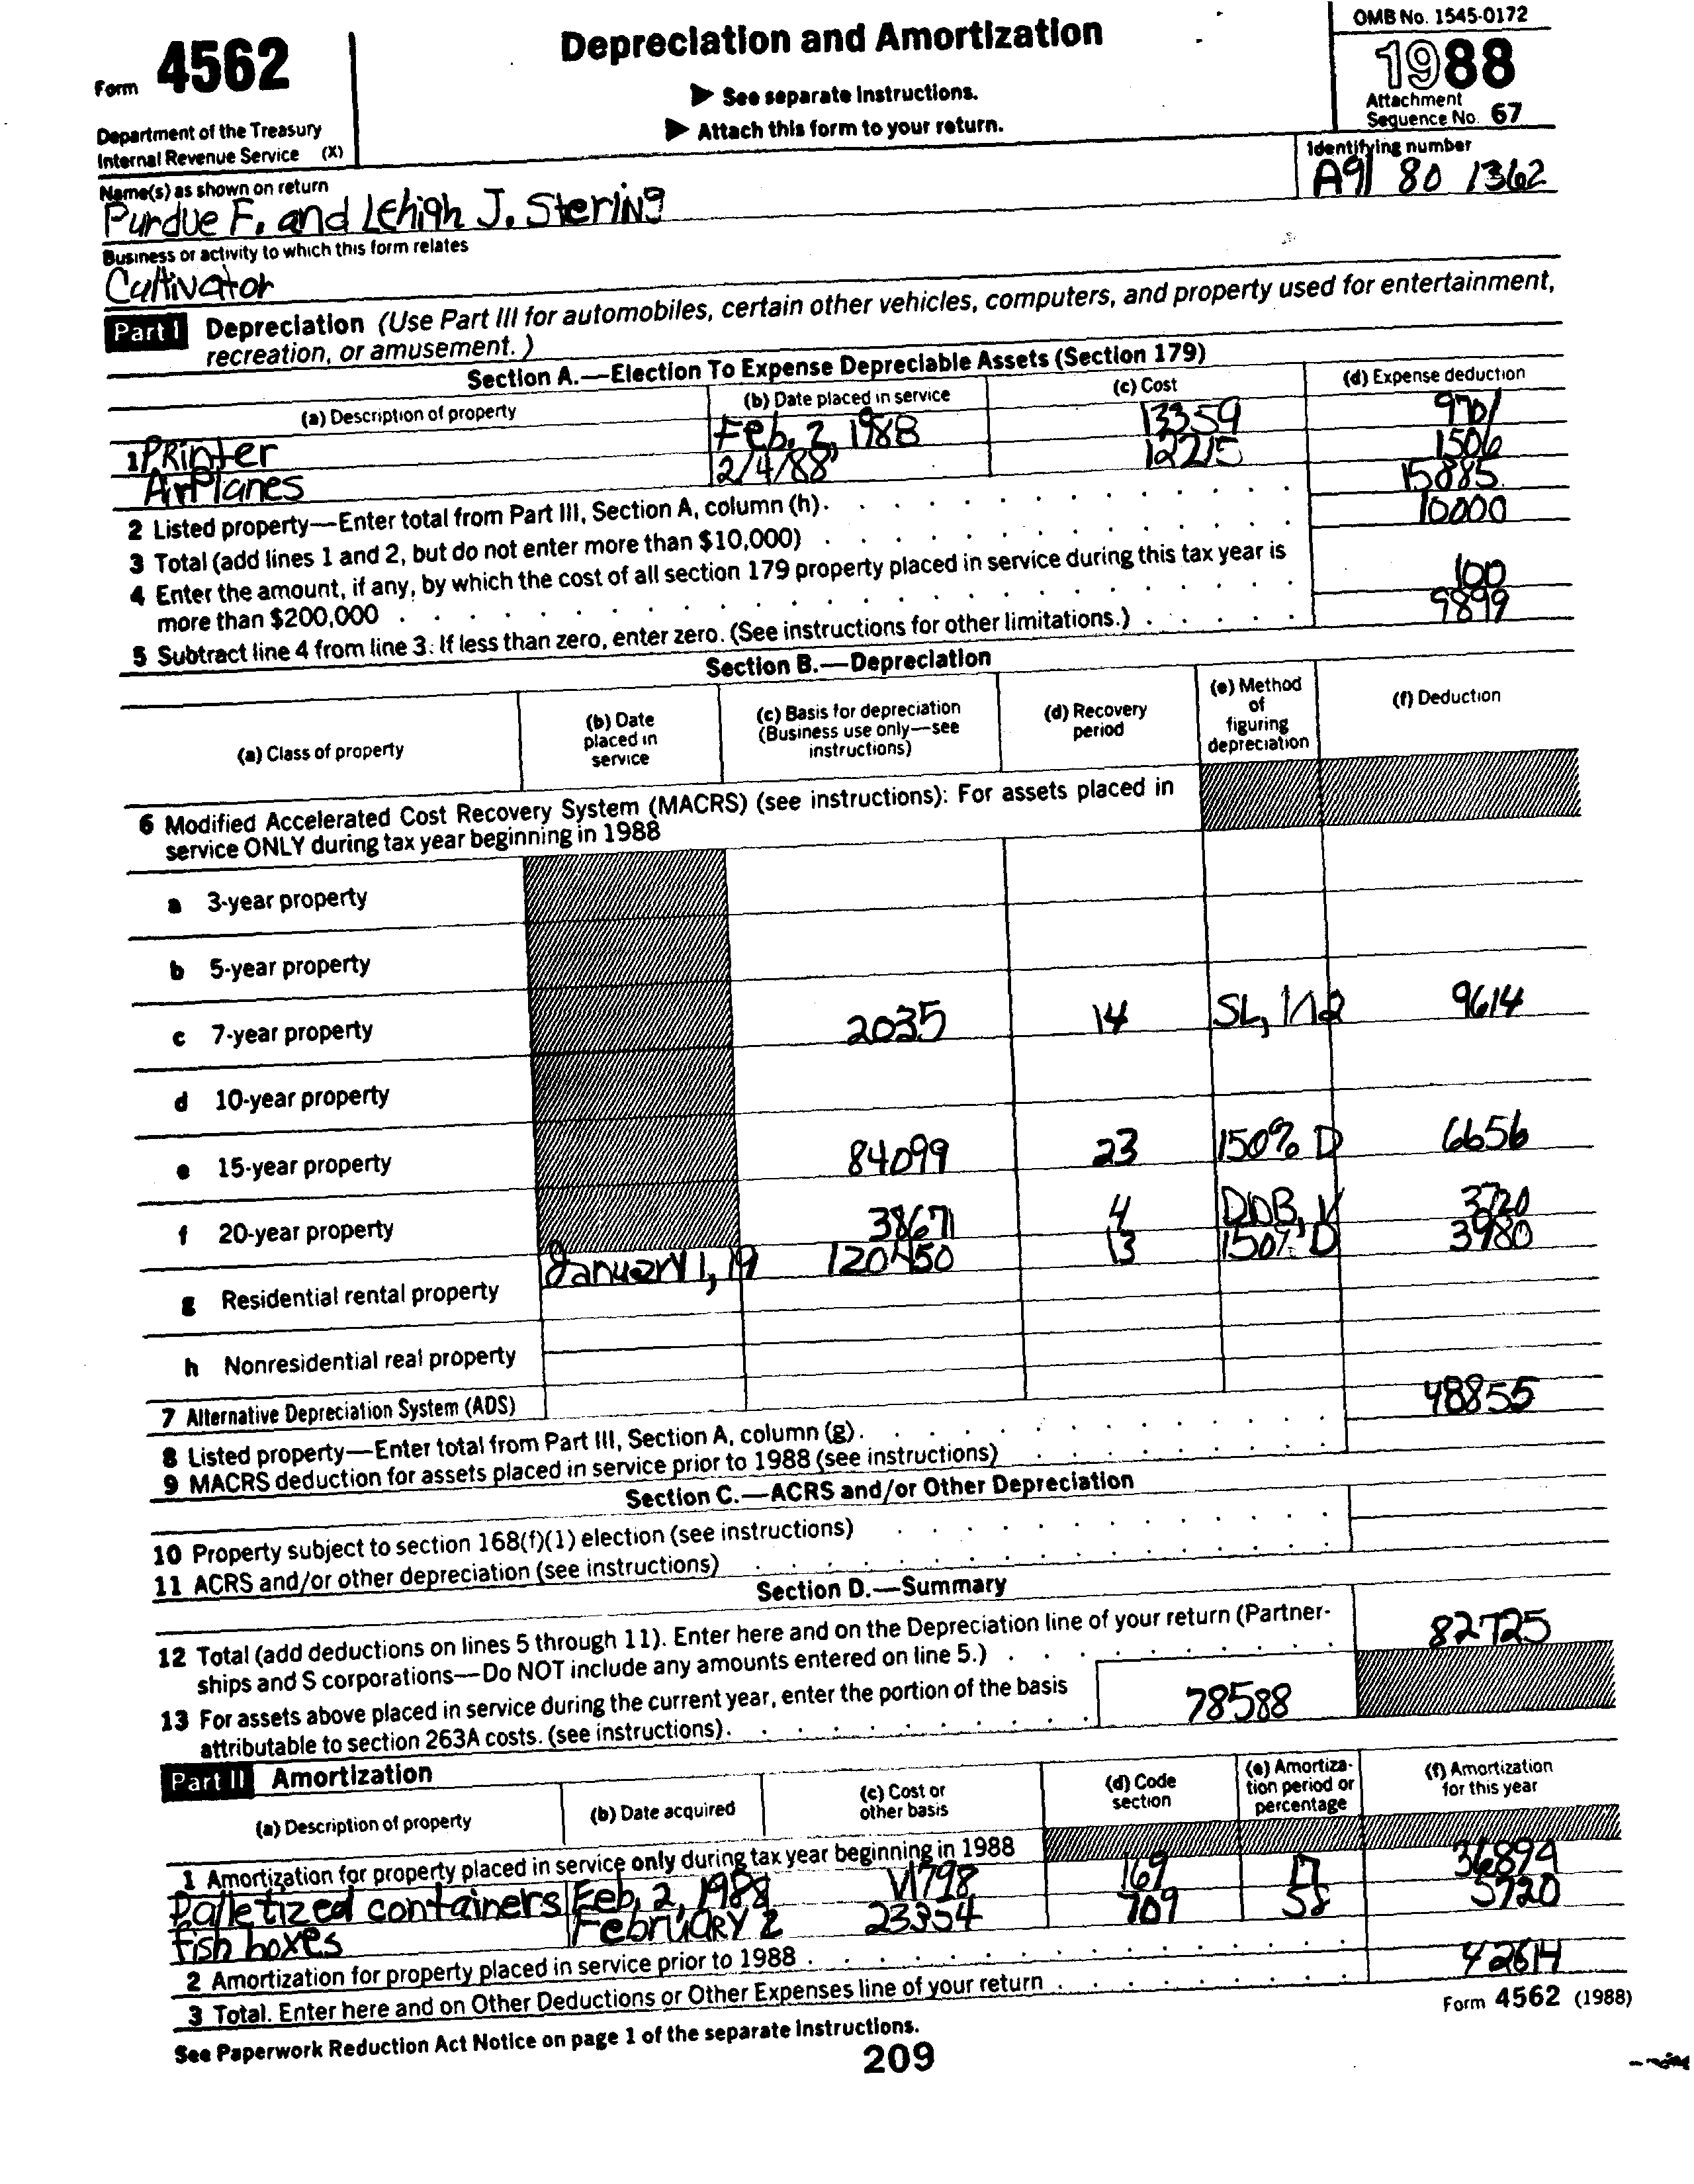 Form 4562
Department of the Treasury
Internal Revenue Service (X)
Depreciation and Amortization
▶ See separate instructions.
▶ Attach this form to your return.
OMB No. 1545-0172
1988
Attachment
Sequence No. 67
Name(s) as shown on return
Purdue F. and Lehigh J. Stering
Identifying number
A91 80 1362
Business or activity to which this form relates
Cultivator
Part I Depreciation (Use Part III for automobiles, certain other vehicles, computers, and property used for entertainment,
recreation, or amusement.)
Section A.—Election To Expense Depreciable Assets (Section 179)
(a) Description of property (b) Date placed in service (c) Cost (d) Expense deduction
1 Printer Feb. 2, 1988 13359 9701
Airplanes 2/4/88 12215 1506
2 Listed property—Enter total from Part III, Section A, column (h) 15885
3 Total (add lines 1 and 2, but do not enter more than $10,000) 10000
4 Enter the amount, if any, by which the cost of all section 179 property placed in service during this tax year is
more than $200,000 100
5 Subtract line 4 from line 3. If less than zero, enter zero. (See instructions for other limitations.) 9899
Section B.—Depreciation
(a) Class of property (b) Date placed in service (c) Basis for depreciation (Business use only—see instructions) (d) Recovery period (e) Method of figuring depreciation (f) Deduction
6 Modified Accelerated Cost Recovery System (MACRS) (see instructions): For assets placed in
service ONLY during tax year beginning in 1988
a 3-year property
b 5-year property
c 7-year property 2035 14 SL, 1/12 9614
d 10-year property
e 15-year property 84099 23 150% D 6656
f 20-year property 38671 4 DDB, 3720
g Residential rental property January 1, 19 120450 13 150% D 3980
h Nonresidential real property
7 Alternative Depreciation System (ADS)
8 Listed property—Enter total from Part III, Section A, column (g) 48855
9 MACRS deduction for assets placed in service prior to 1988 (see instructions)
Section C.—ACRS and/or Other Depreciation
10 Property subject to section 168(f)(1) election (see instructions)
11 ACRS and/or other depreciation (see instructions)
Section D.—Summary
12 Total (add deductions on lines 5 through 11). Enter here and on the Depreciation line of your return (Partner-
ships and S corporations—Do NOT include any amounts entered on line 5.) 82725
13 For assets above placed in service during the current year, enter the portion of the basis
attributable to section 263A costs. (see instructions) 78588
Part II Amortization
(a) Description of property (b) Date acquired (c) Cost or other basis (d) Code section (e) Amortization period or percentage (f) Amortization for this year
1 Amortization for property placed in service only during tax year beginning in 1988
Palletized containers Feb, 2, 1988 169 17 36894
fish boxes February 2 23354 709 58 5720
2 Amortization for property placed in service prior to 1988
3 Total. Enter here and on Other Deductions or Other Expenses line of your return 42614
See Paperwork Reduction Act Notice on page 1 of the separate instructions.
Form 4562 (1988)
209